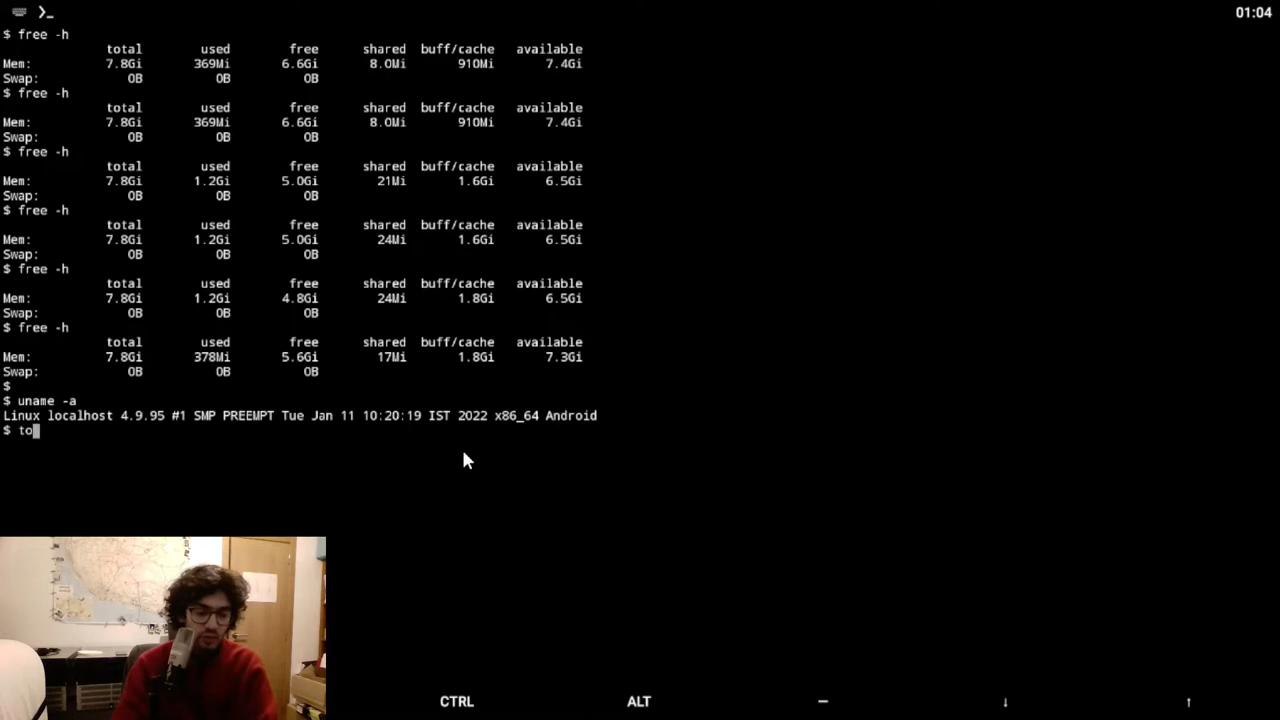 01:04
$ free -h
total used free shared buff/cache available
Mem: 7.8Gi 369Mi 6.6Gi 8.0Mi 910Mi 7.4Gi
Swap: 0B 0B 0B
$ free -h
total used free shared buff/cache available
Mem: 7.8Gi 369Mi 6.6Gi 8.0Mi 910Mi 7.4Gi
Swap: 0B 0B 0B
$ free -h
total used free shared buff/cache available
Mem: 7.8Gi 1.2Gi 5.0Gi 21Mi 1.6Gi 6.5Gi
Swap: 0B 0B 0B
$ free -h
total used free shared buff/cache available
Mem: 7.8Gi 1.2Gi 5.0Gi 24Mi 1.6Gi 6.5Gi
Swap: 0B 0B 0B
$ free -h
total used free shared buff/cache available
Mem: 7.8Gi 1.2Gi 4.8Gi 24Mi 1.8Gi 6.5Gi
Swap: 0B 0B 0B
$ free -h
total used free shared buff/cache available
Mem: 7.8Gi 378Mi 5.6Gi 17Mi 1.8Gi 7.3Gi
Swap: 0B 0B 0B
$
$ uname -a
Linux localhost 4.9.95 #1 SMP PREEMPT Tue Jan 11 10:20:19 IST 2022 x86_64 Android
$ to
CTRL ALT — ↓ ↑